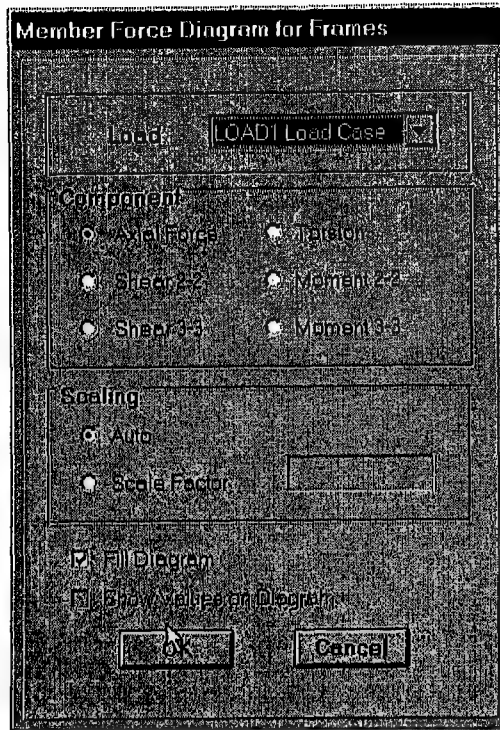 Member Force Diagram for Frames
Load: LOAD1 Load Case
Component
Axial Force Torsion
Shear 2-2 Moment 2-2
Shear 3-3 Moment 3-3
Scaling
Auto
Scale Factor
Fill Diagram
Show Values on Diagram
OK Cancel